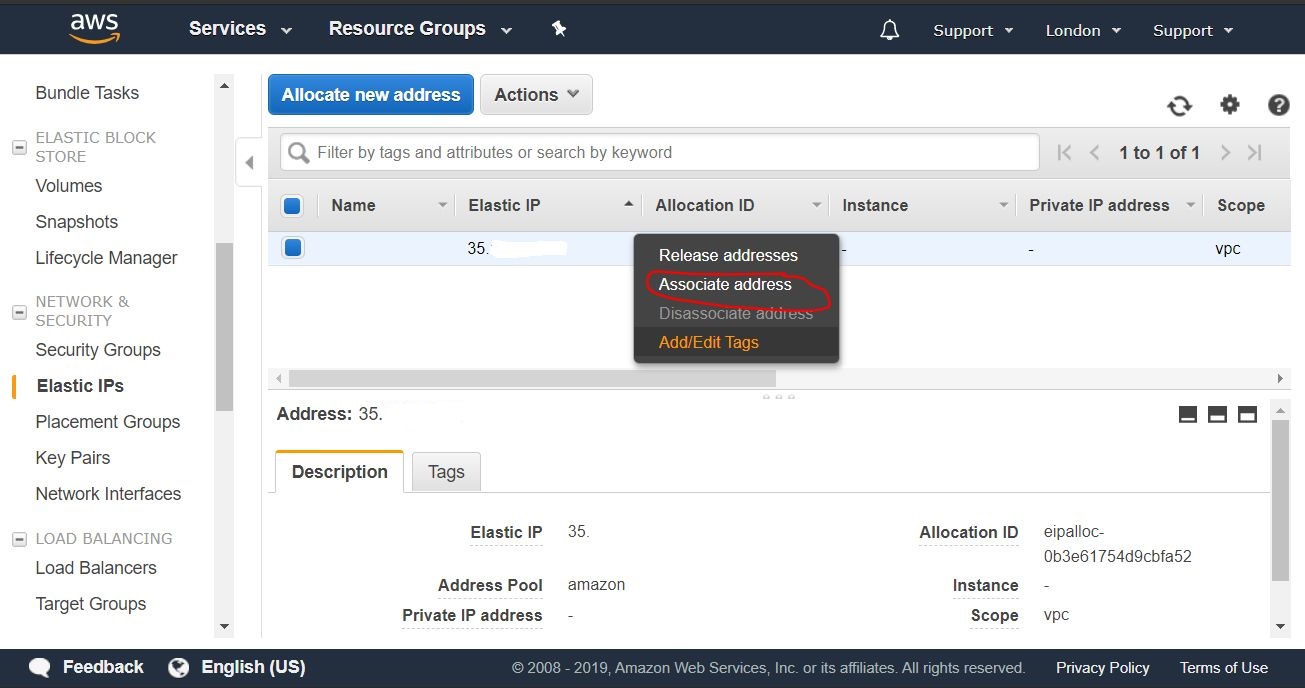 aws Services Resource Groups Support London Support
Bundle Tasks
ELASTIC BLOCK
STORE
Volumes
Snapshots
Lifecycle Manager
NETWORK &
SECURITY
Security Groups
Elastic IPs
Placement Groups
Key Pairs
Network Interfaces
LOAD BALANCING
Load Balancers
Target Groups
Allocate new address Actions
Filter by tags and attributes or search by keyword 1 to 1 of 1
Name Elastic IP Allocation ID Instance Private IP address Scope
35. - - vpc
Release addresses
Associate address
Disassociate address
Add/Edit Tags
Address: 35.
Description Tags
Elastic IP 35. Allocation ID eipalloc-
0b3e61754d9cbfa52
Address Pool amazon Instance -
Private IP address - Scope vpc
Feedback English (US) © 2008 - 2019, Amazon Web Services, Inc. or its affiliates. All rights reserved. Privacy Policy Terms of Use